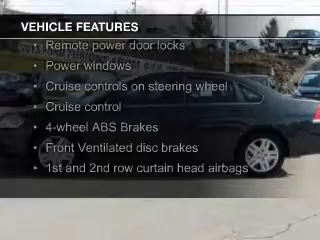 VEHICLE FEATURES
• Remote power door locks
• Power windows
• Cruise controls on steering wheel
• Cruise control
• 4-wheel ABS Brakes
• Front Ventilated disc brakes
• 1st and 2nd row curtain head airbags